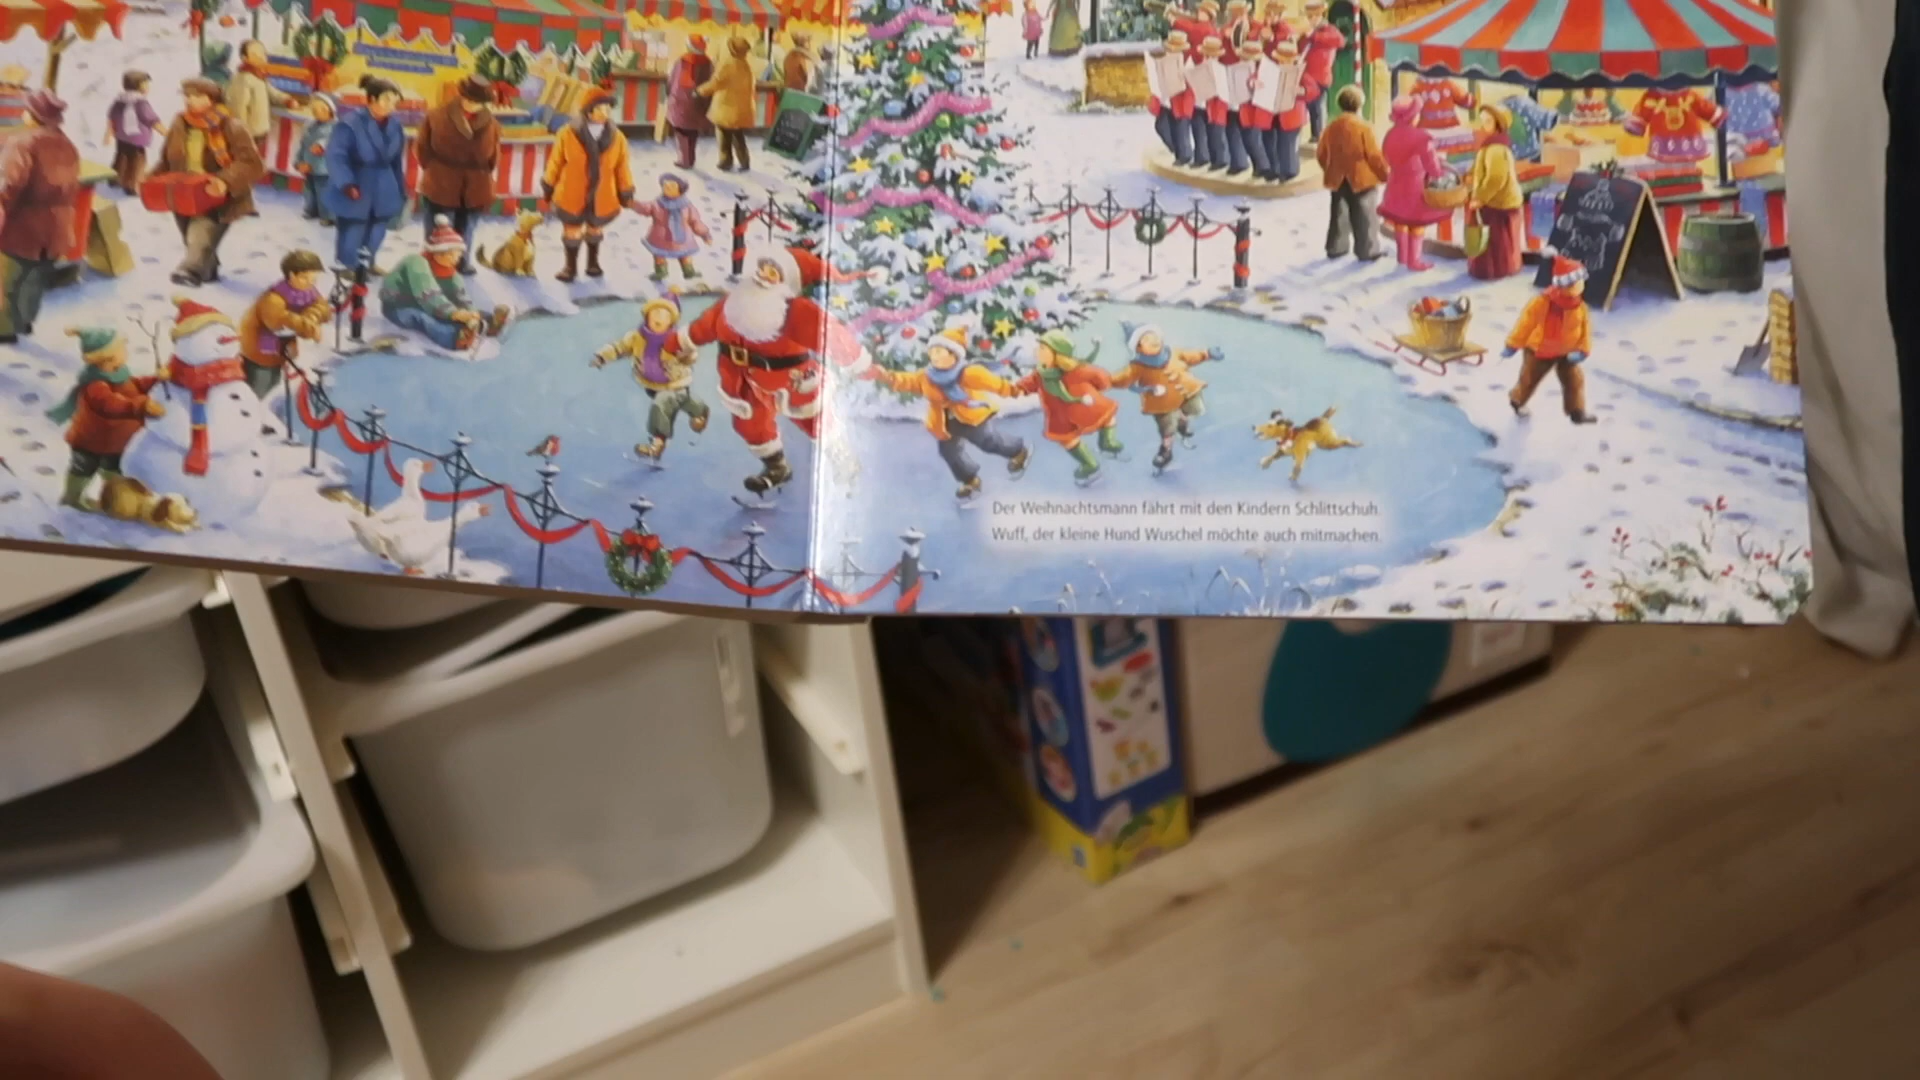 Der Weihnachtsmann fährt mit den Kindern Schlittschuh.
Wuff, der kleine Hund Wuschel möchte auch mitmachen.